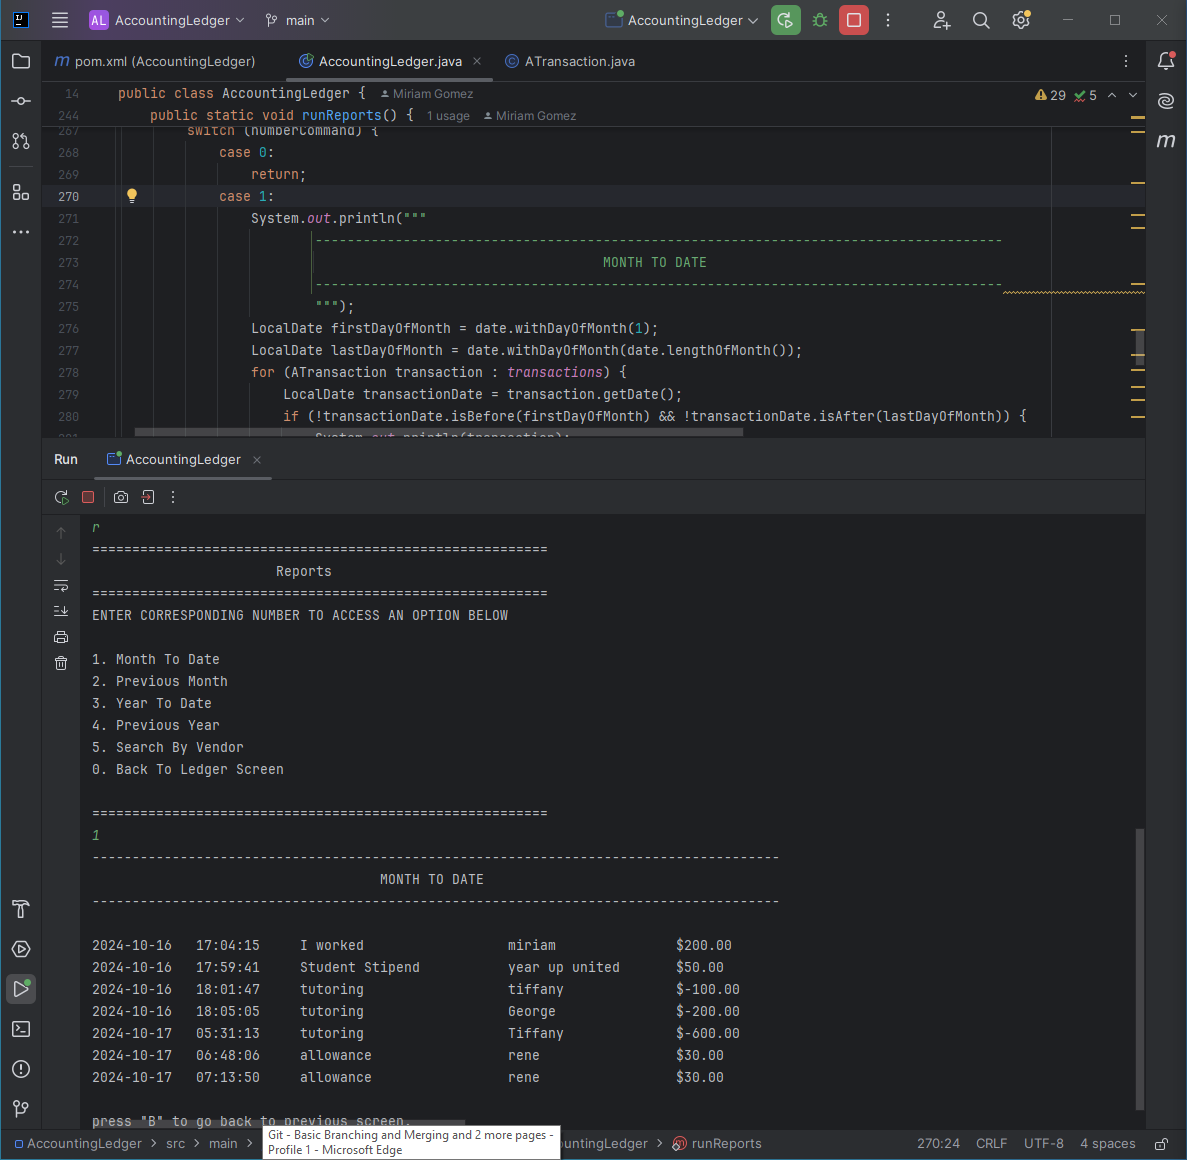 AL AccountingLedger main AccountingLedger
pom.xml (AccountingLedger) AccountingLedger.java ATransaction.java
14 public class AccountingLedger { Miriam Gomez 29 5
244 public static void runReports() { 1 usage Miriam Gomez
267 switch (numberCommand) {
268 case 0:
269 return;
270 case 1:
271 System.out.println("""
272 --------------------------------------------------------------------------------------
273 MONTH TO DATE
274 --------------------------------------------------------------------------------------
275 """);
276 LocalDate firstDayOfMonth = date.withDayOfMonth(1);
277 LocalDate lastDayOfMonth = date.withDayOfMonth(date.lengthOfMonth());
278 for (ATransaction transaction : transactions) {
279 LocalDate transactionDate = transaction.getDate();
280 if (!transactionDate.isBefore(firstDayOfMonth) && !transactionDate.isAfter(lastDayOfMonth)) {
281 System.out.println(transaction);
Run AccountingLedger
r
=========================================================
Reports
=========================================================
ENTER CORRESPONDING NUMBER TO ACCESS AN OPTION BELOW
1. Month To Date
2. Previous Month
3. Year To Date
4. Previous Year
5. Search By Vendor
0. Back To Ledger Screen
=========================================================
1
--------------------------------------------------------------------------------------
MONTH TO DATE
--------------------------------------------------------------------------------------
2024-10-16 17:04:15 I worked miriam $200.00
2024-10-16 17:59:41 Student Stipend year up united $50.00
2024-10-16 18:01:47 tutoring tiffany $-100.00
2024-10-16 18:05:05 tutoring George $-200.00
2024-10-17 05:31:13 tutoring Tiffany $-600.00
2024-10-17 06:48:06 allowance rene $30.00
2024-10-17 07:13:50 allowance rene $30.00
press "B" to go back to previous screen.
Git - Basic Branching and Merging and 2 more pages -
Profile 1 - Microsoft Edge
AccountingLedger > src > main > ountingLedger > runReports 270:24 CRLF UTF-8 4 spaces